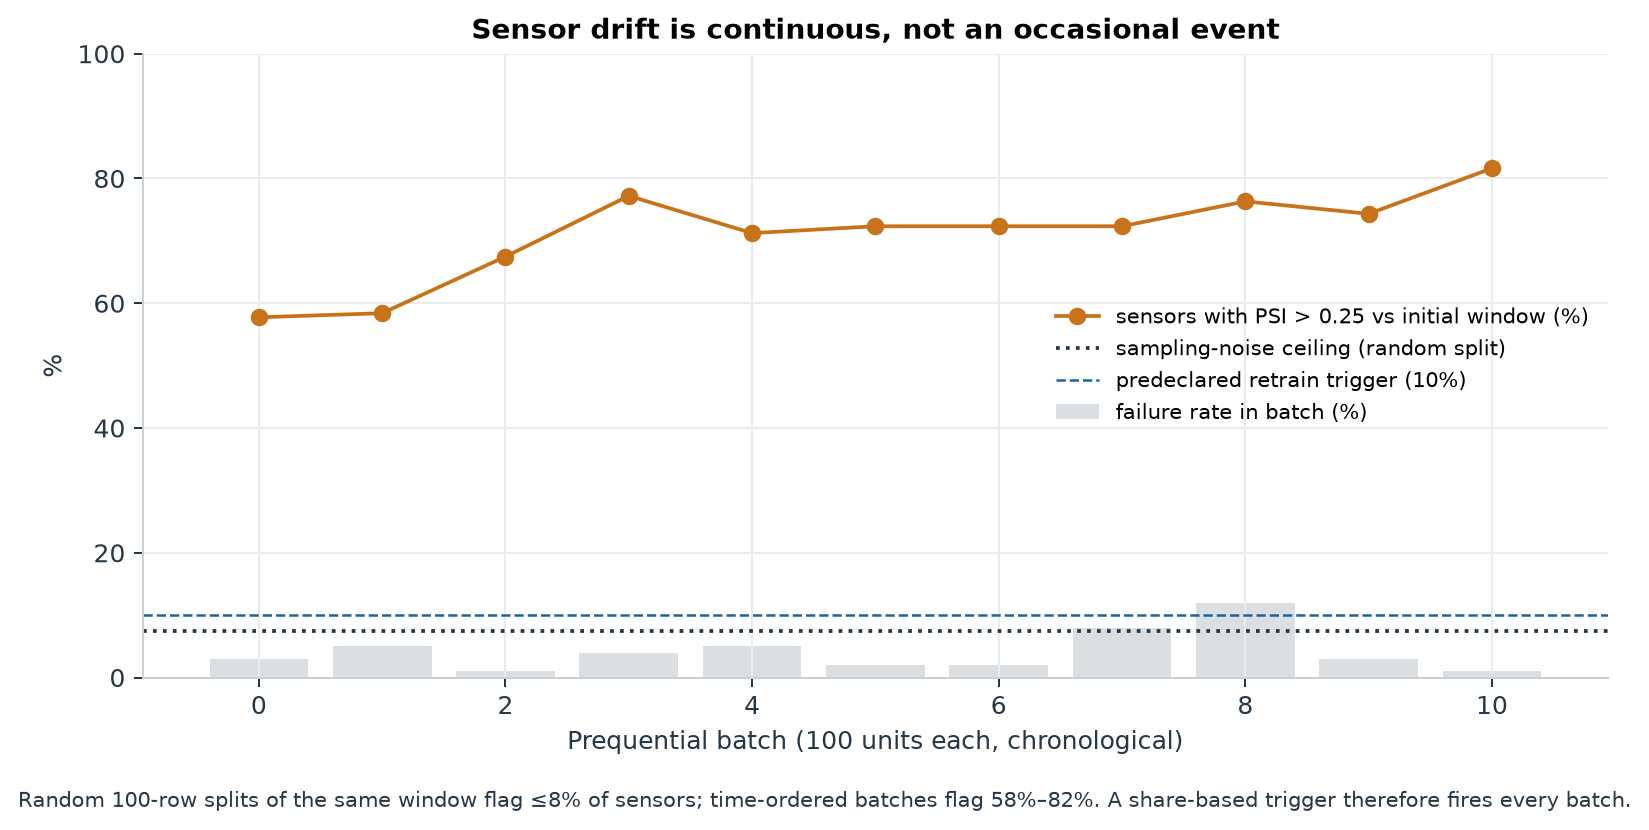 Sensor drift is continuous, not an occasional event
100
80
60
40
20
0
%
sensors with PSI > 0.25 vs initial window (%)
sampling-noise ceiling (random split)
predeclared retrain trigger (10%)
failure rate in batch (%)
0 2 4 6 8 10
Prequential batch (100 units each, chronological)
Random 100-row splits of the same window flag ≤8% of sensors; time-ordered batches flag 58%–82%. A share-based trigger therefore fires every batch.